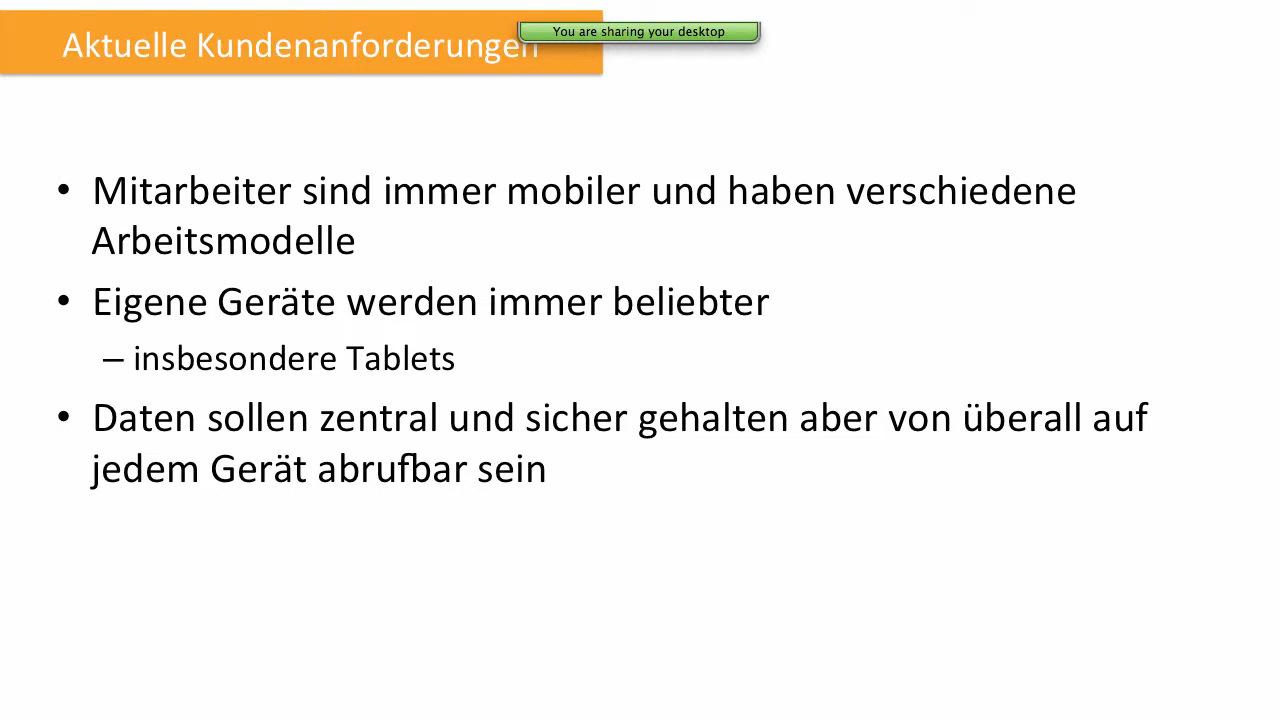 Aktuelle Kundenanforderungen
You are sharing your desktop
• Mitarbeiter sind immer mobiler und haben verschiedene
Arbeitsmodelle
• Eigene Geräte werden immer beliebter
– insbesondere Tablets
• Daten sollen zentral und sicher gehalten aber von überall auf
jedem Gerät abrufbar sein